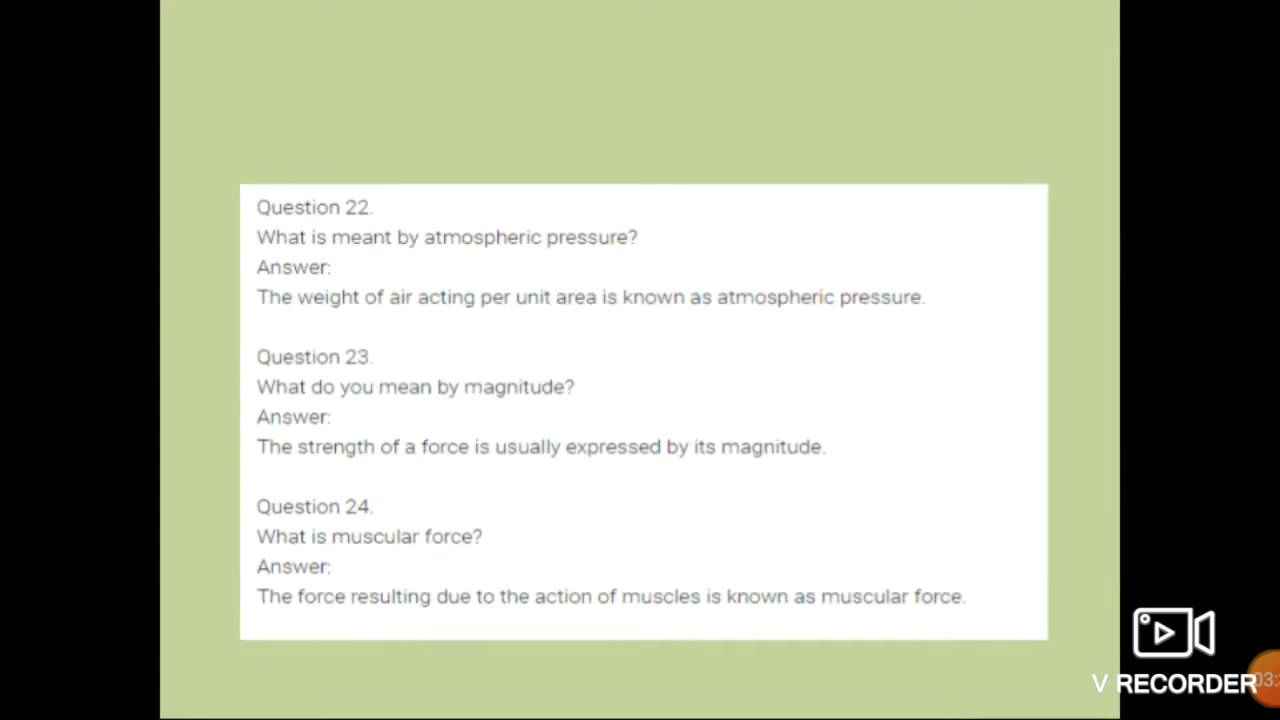 Question 22.
What is meant by atmospheric pressure?
Answer:
The weight of air acting per unit area is known as atmospheric pressure.
Question 23.
What do you mean by magnitude?
Answer:
The strength of a force is usually expressed by its magnitude.
Question 24.
What is muscular force?
Answer:
The force resulting due to the action of muscles is known as muscular force.
V RECORDER